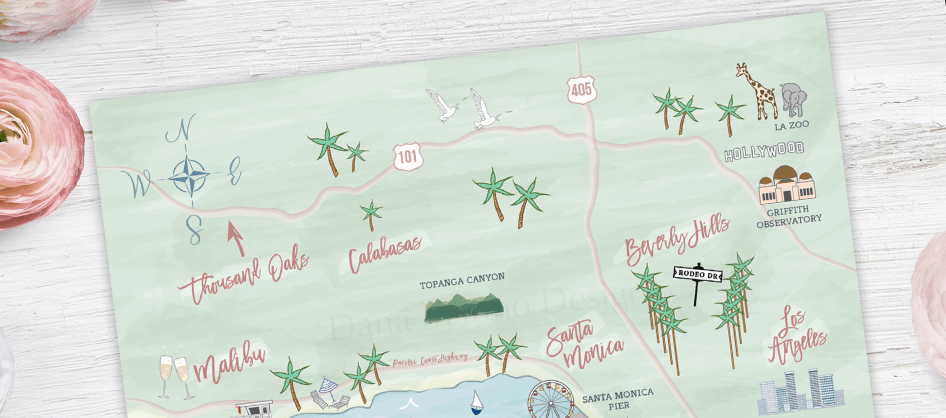 405
LA ZOO
N
101
HOLLYWOOD
W
E
GRIFFITH
OBSERVATORY
S
Thousand Oaks
Calabasas
Beverly Hills
TOPANGA CANYON
RODEO DR
Malibu
Pacific Coast Highway
Santa
Monica
Los
Angeles
SANTA MONICA
PIER